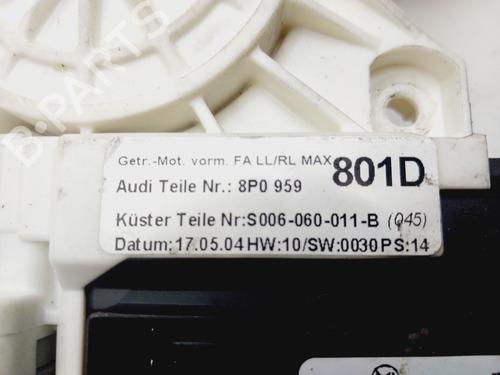 B-PARTS
Getr.-Mot. vorm. FA LL/RL MAX
801D
Audi Teile Nr.: 8P0 959
Küster Teile Nr:S006-060-011-B (045)
Datum:17.05.04 HW:10/SW:0030 PS:14